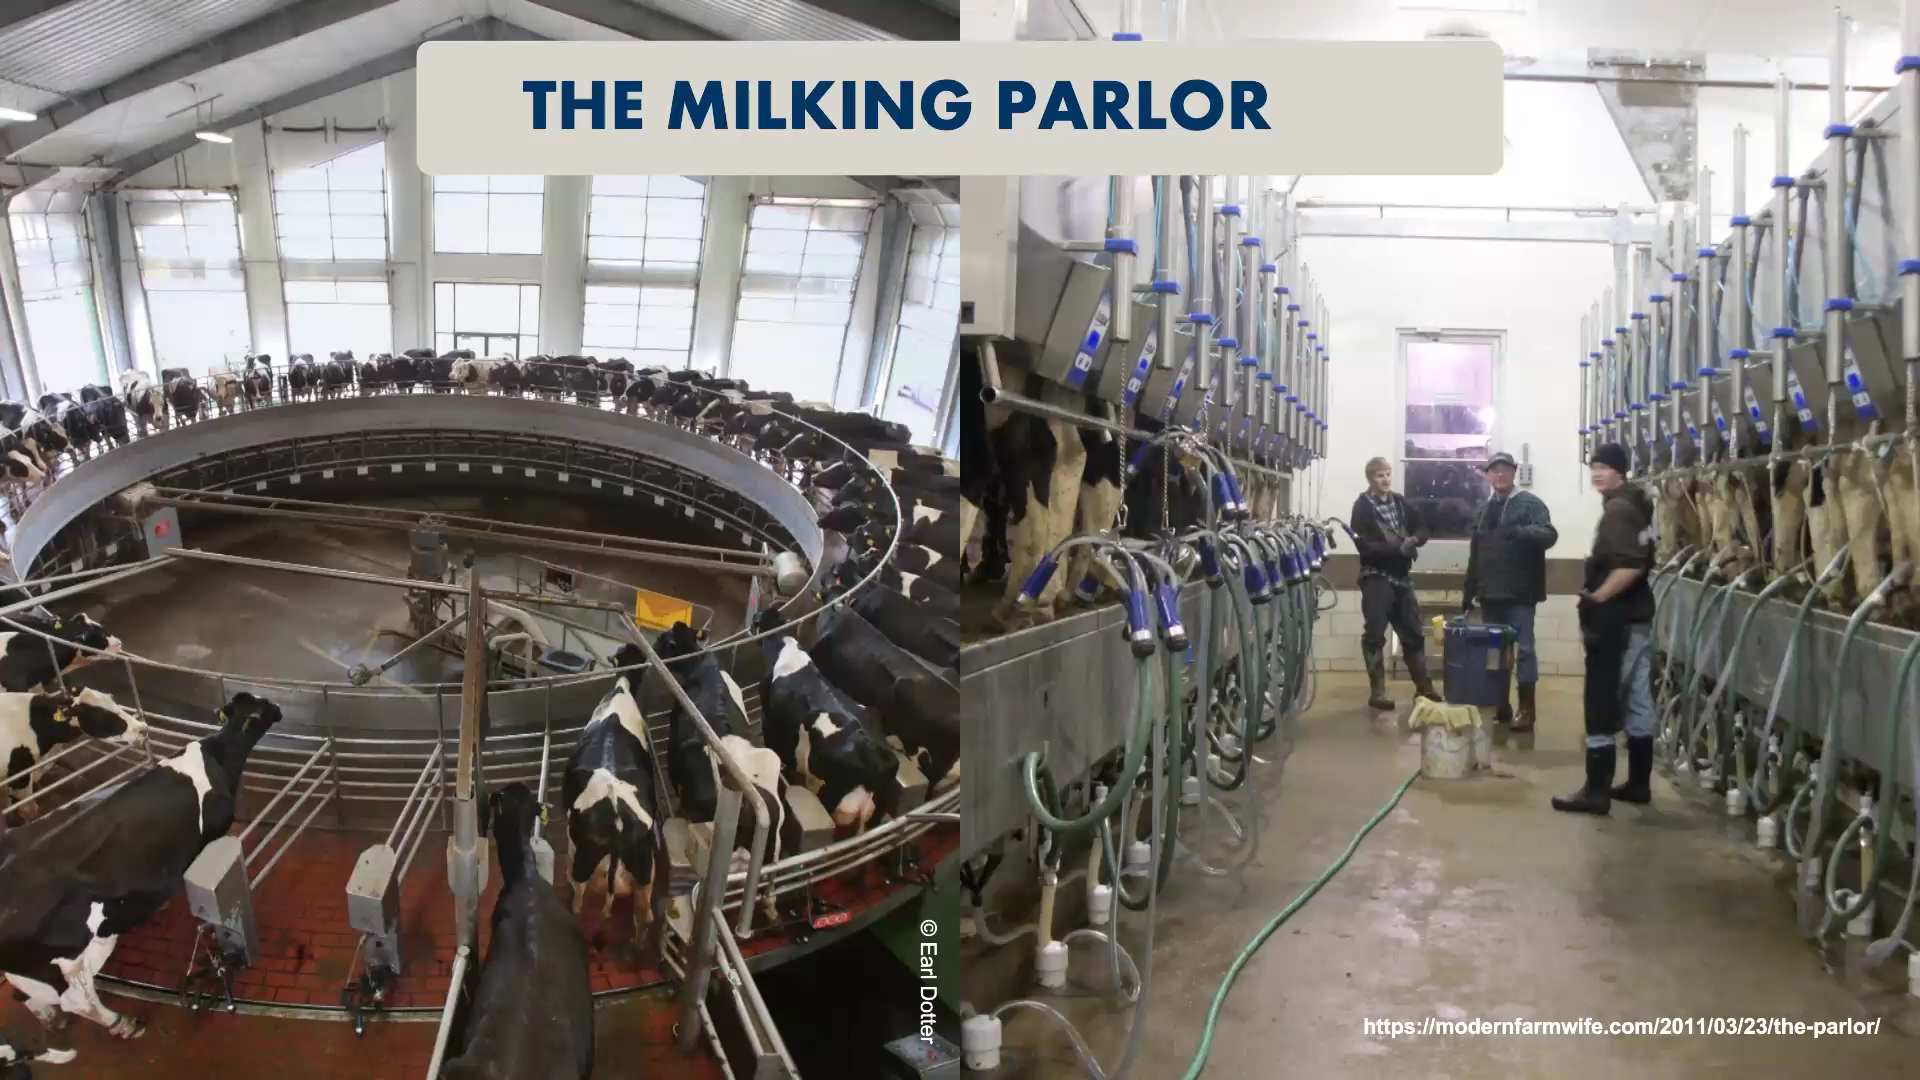 THE MILKING PARLOR
© Earl Dotter
https://modernfarmwife.com/2011/03/23/the-parlor/